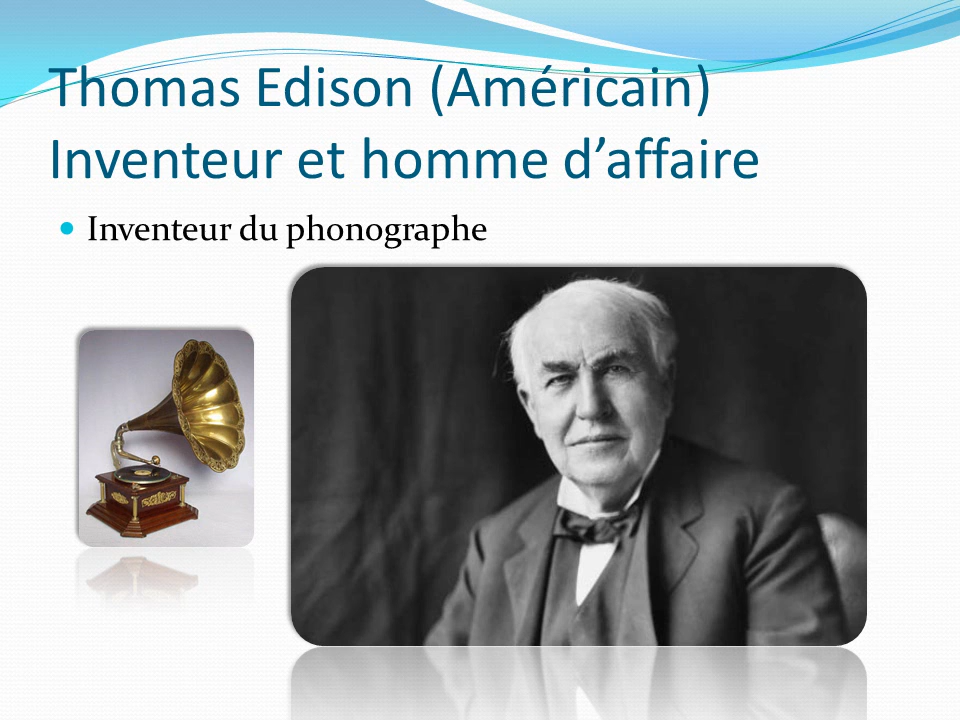 Thomas Edison (Américain)
Inventeur et homme d’affaire
Inventeur du phonographe